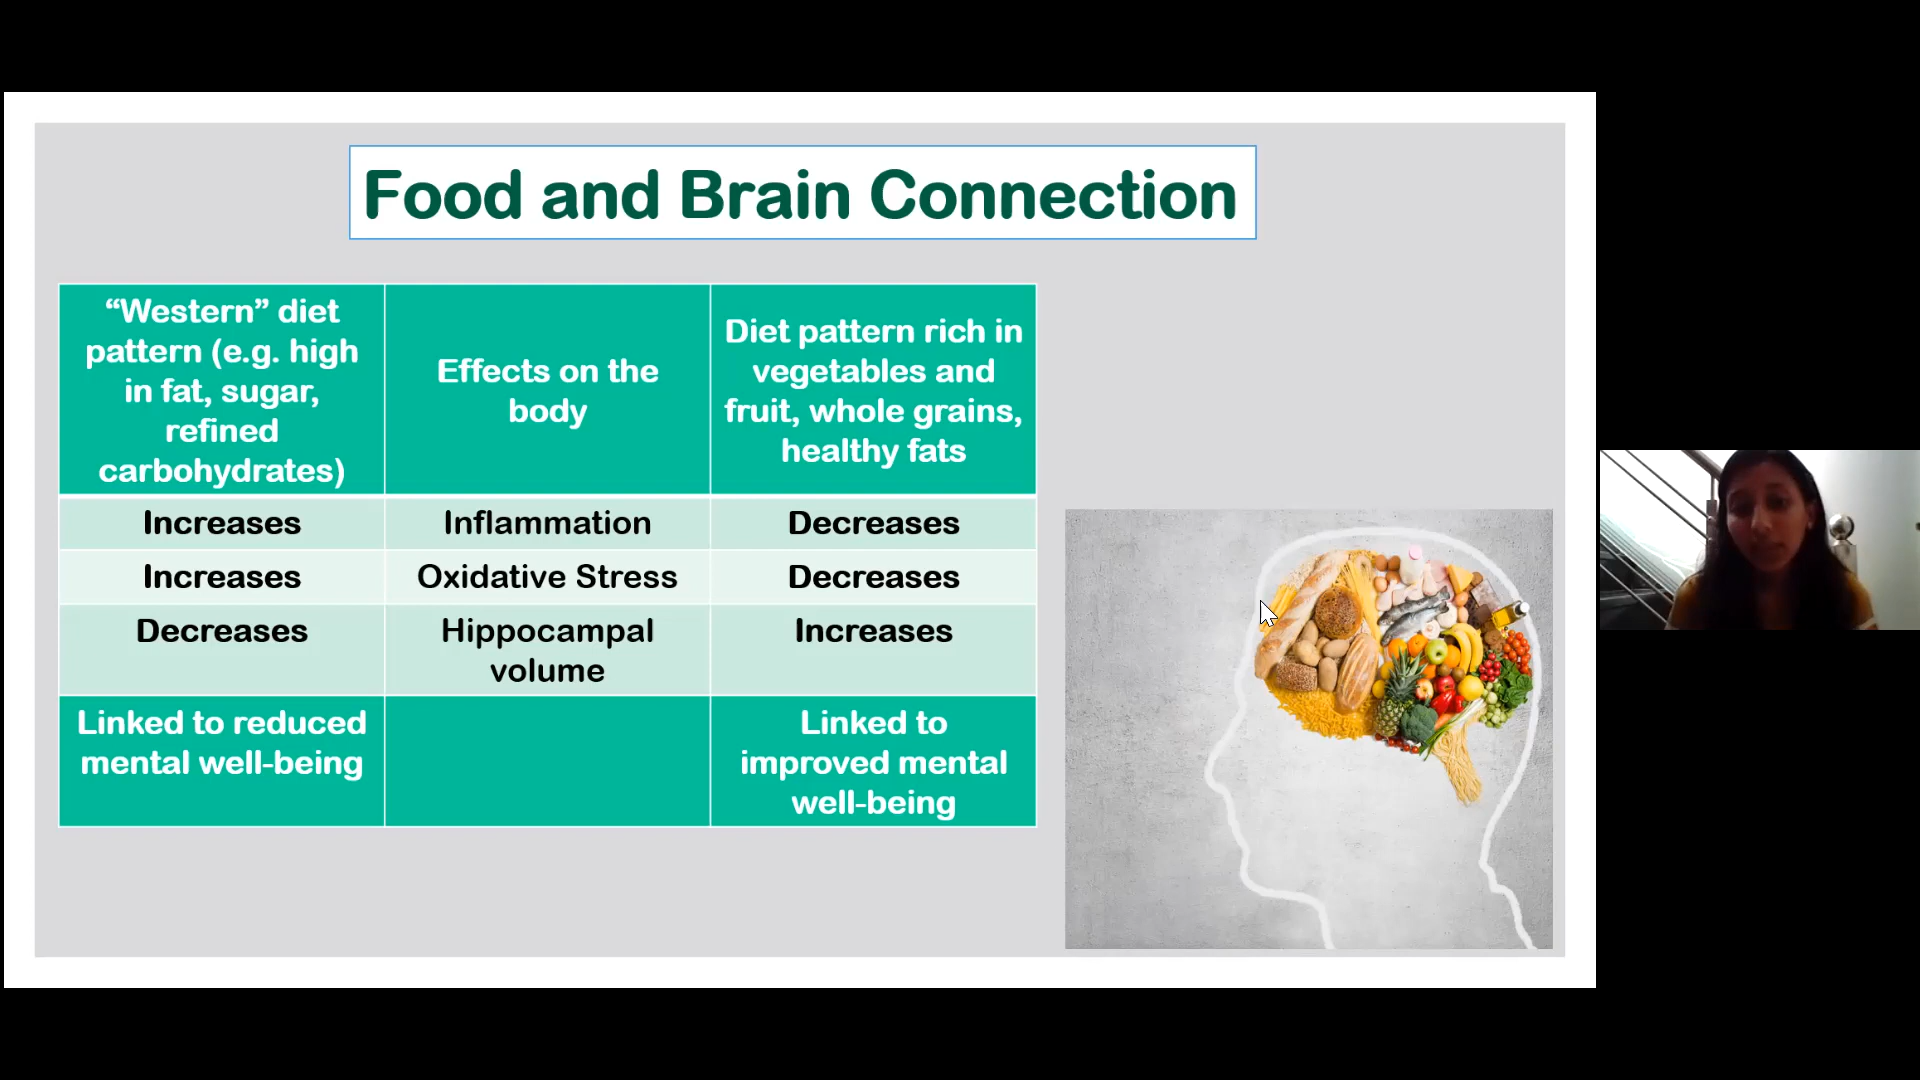 Food and Brain Connection
“Western” diet
pattern (e.g. high
in fat, sugar,
refined
carbohydrates)
Effects on the
body
Diet pattern rich in
vegetables and
fruit, whole grains,
healthy fats
Increases
Inflammation
Decreases
Increases
Oxidative Stress
Decreases
Decreases
Hippocampal
volume
Increases
Linked to reduced
mental well-being
Linked to
improved mental
well-being